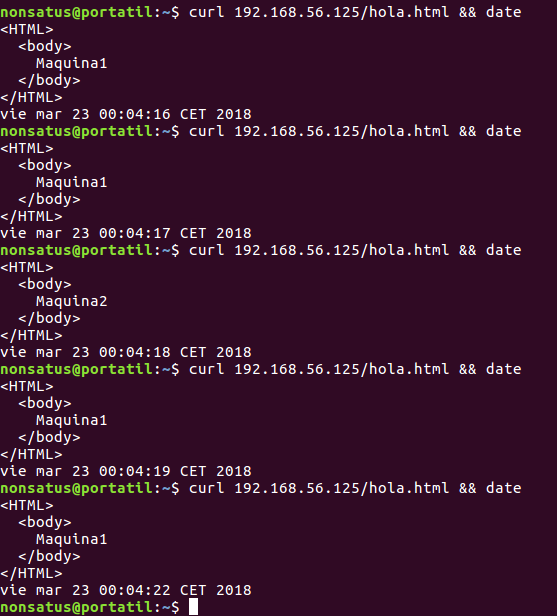 nonsatus@portatil:~$ curl 192.168.56.125/hola.html && date
<HTML>
  <body>
    Maquina1
  </body>
</HTML>
vie mar 23 00:04:16 CET 2018
nonsatus@portatil:~$ curl 192.168.56.125/hola.html && date
<HTML>
  <body>
    Maquina1
  </body>
</HTML>
vie mar 23 00:04:17 CET 2018
nonsatus@portatil:~$ curl 192.168.56.125/hola.html && date
<HTML>
  <body>
    Maquina2
  </body>
</HTML>
vie mar 23 00:04:18 CET 2018
nonsatus@portatil:~$ curl 192.168.56.125/hola.html && date
<HTML>
  <body>
    Maquina1
  </body>
</HTML>
vie mar 23 00:04:19 CET 2018
nonsatus@portatil:~$ curl 192.168.56.125/hola.html && date
<HTML>
  <body>
    Maquina1
  </body>
</HTML>
vie mar 23 00:04:22 CET 2018
nonsatus@portatil:~$